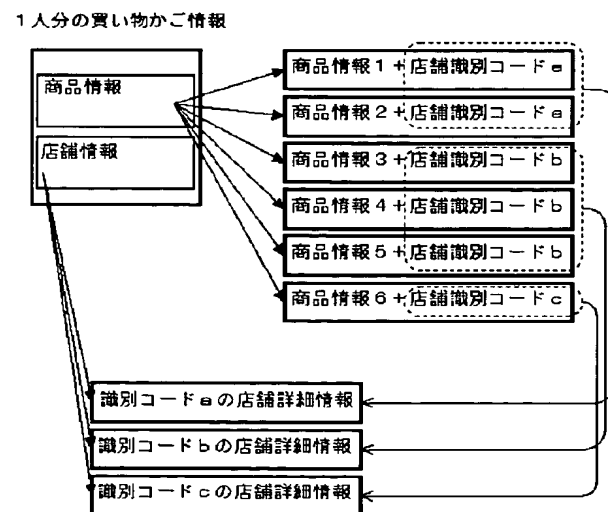 １人分の買い物かご情報
商品情報
店舗情報
商品情報１＋店舗識別コードａ
商品情報２＋店舗識別コードａ
商品情報３＋店舗識別コードｂ
商品情報４＋店舗識別コードｂ
商品情報５＋店舗識別コードｂ
商品情報６＋店舗識別コードｃ
識別コードａの店舗詳細情報
識別コードｂの店舗詳細情報
識別コードｃの店舗詳細情報